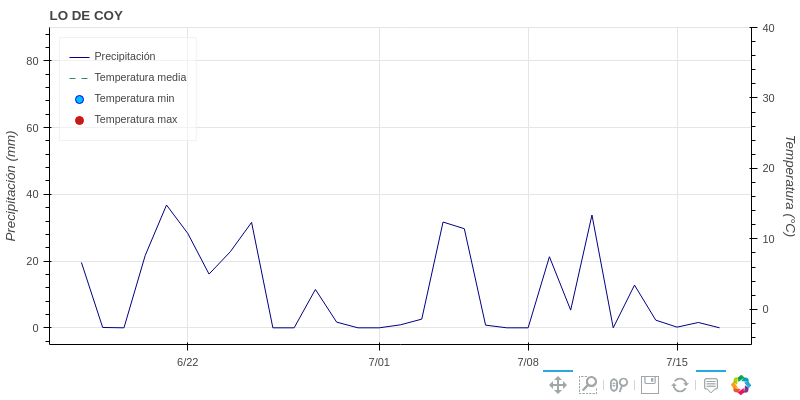 LO DE COY
Precipitación
Temperatura media
Temperatura min
Temperatura max
Precipitación (mm)
80
60
40
20
0
Temperatura (°C)
40
30
20
10
0
6/22
7/01
7/08
7/15